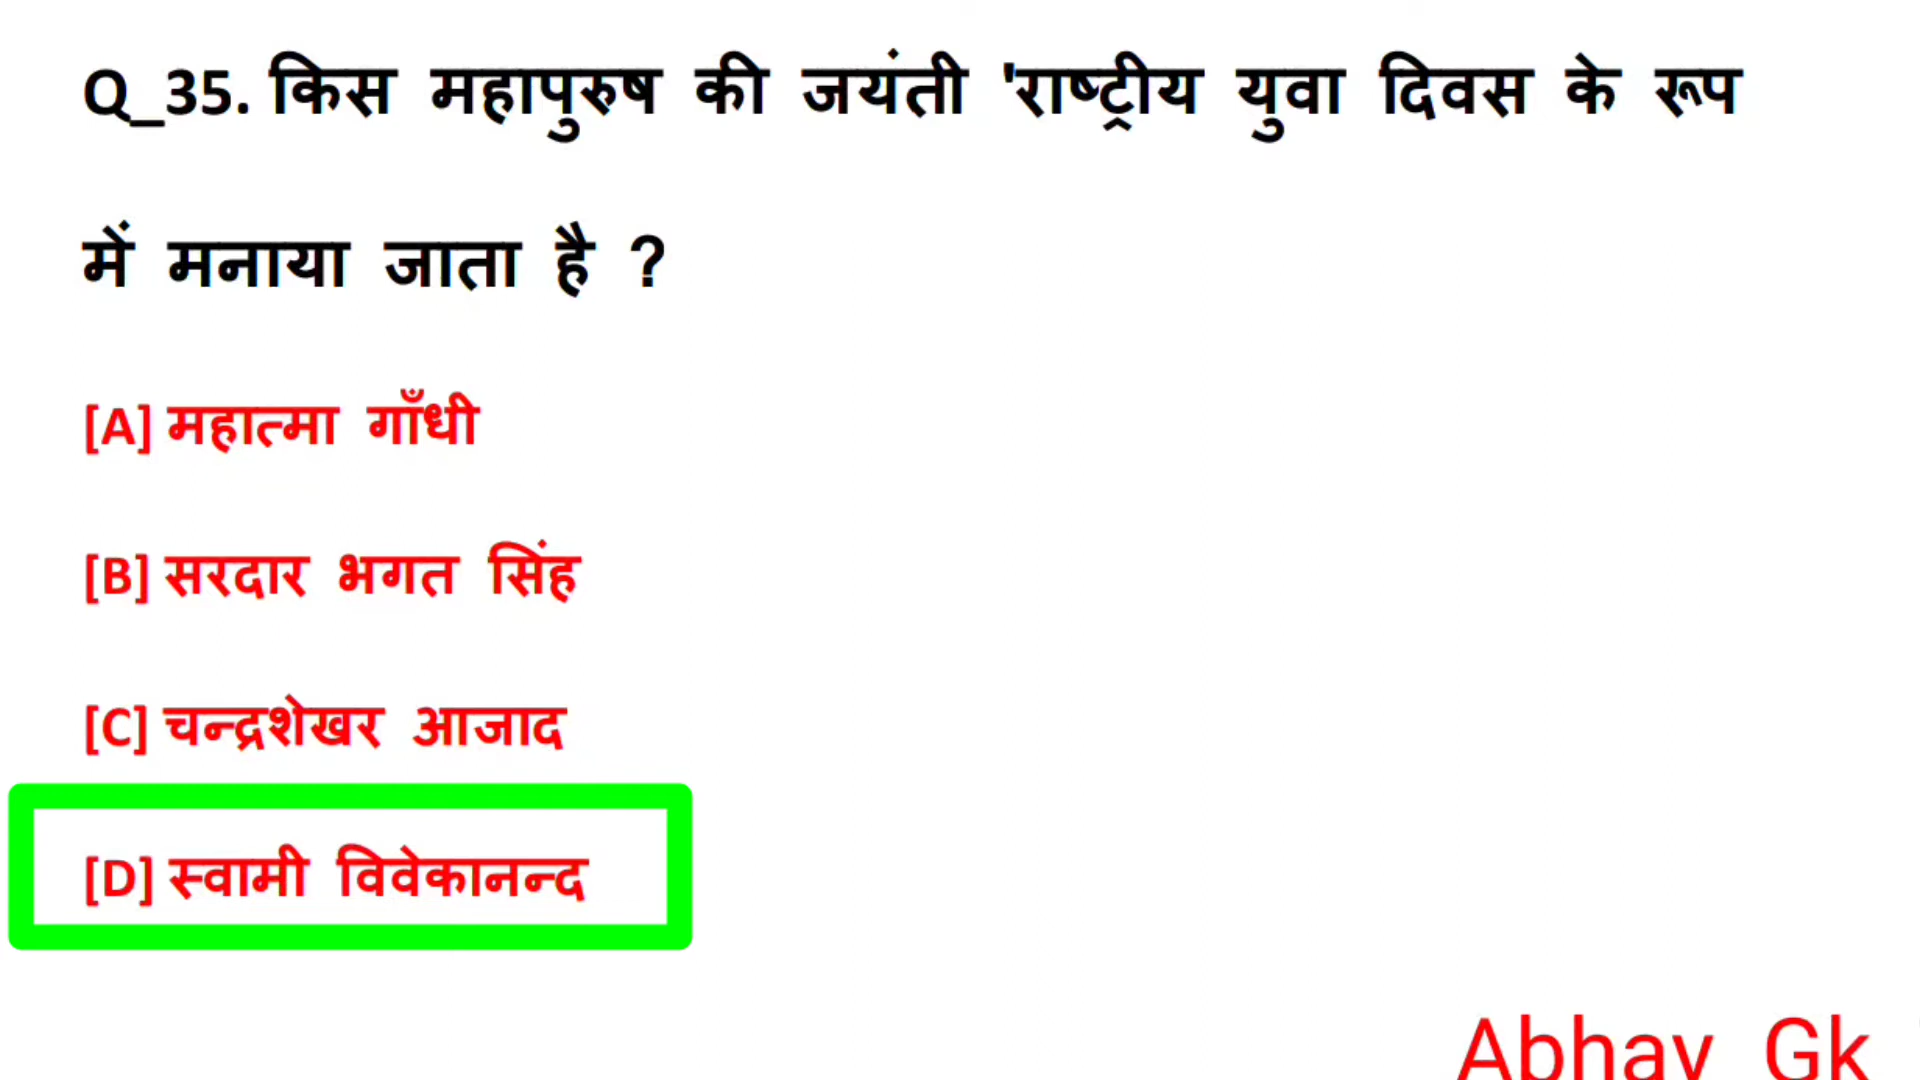 Q_35. किस महापुरुष की जयंती 'राष्ट्रीय युवा दिवस के रूप
में मनाया जाता है ?
[A] महात्मा गाँधी
[B] सरदार भगत सिंह
[C] चन्द्रशेखर आजाद
[D] स्वामी विवेकानन्द
Abhay Gk